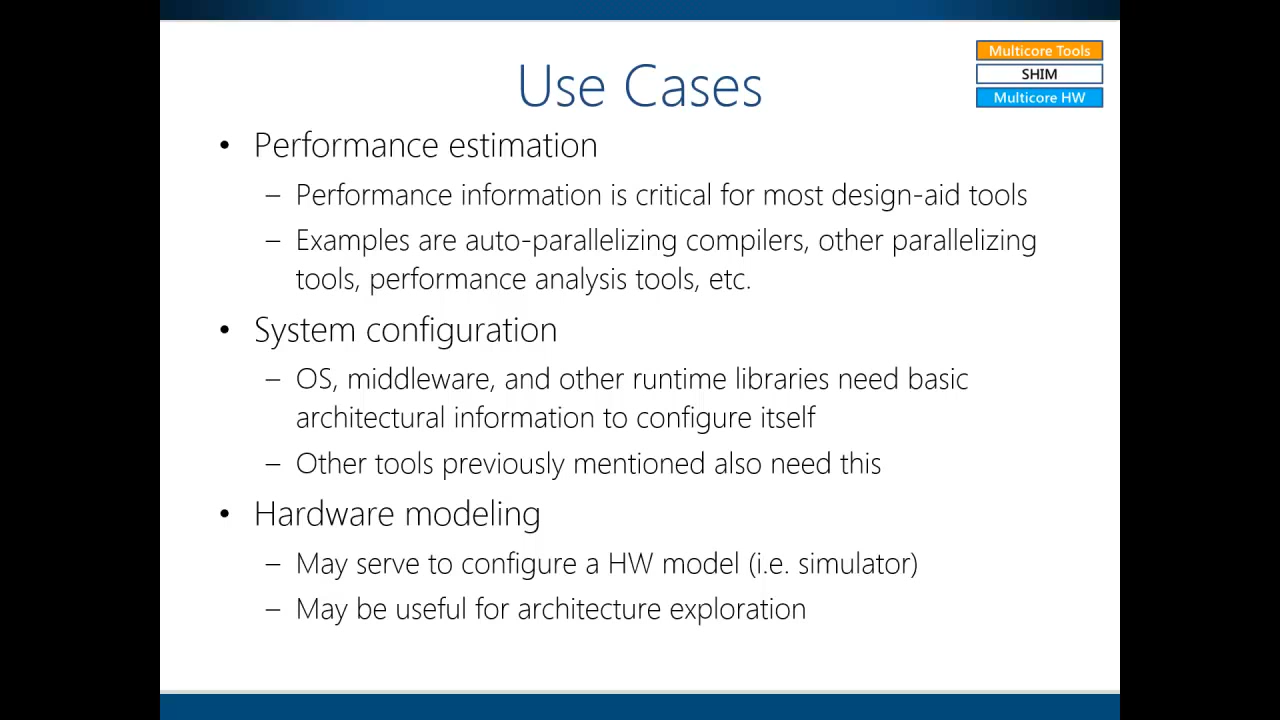 Multicore Tools
SHIM
Multicore HW
Use Cases
• Performance estimation
– Performance information is critical for most design-aid tools
– Examples are auto-parallelizing compilers, other parallelizing
tools, performance analysis tools, etc.
• System configuration
– OS, middleware, and other runtime libraries need basic
architectural information to configure itself
– Other tools previously mentioned also need this
• Hardware modeling
– May serve to configure a HW model (i.e. simulator)
– May be useful for architecture exploration